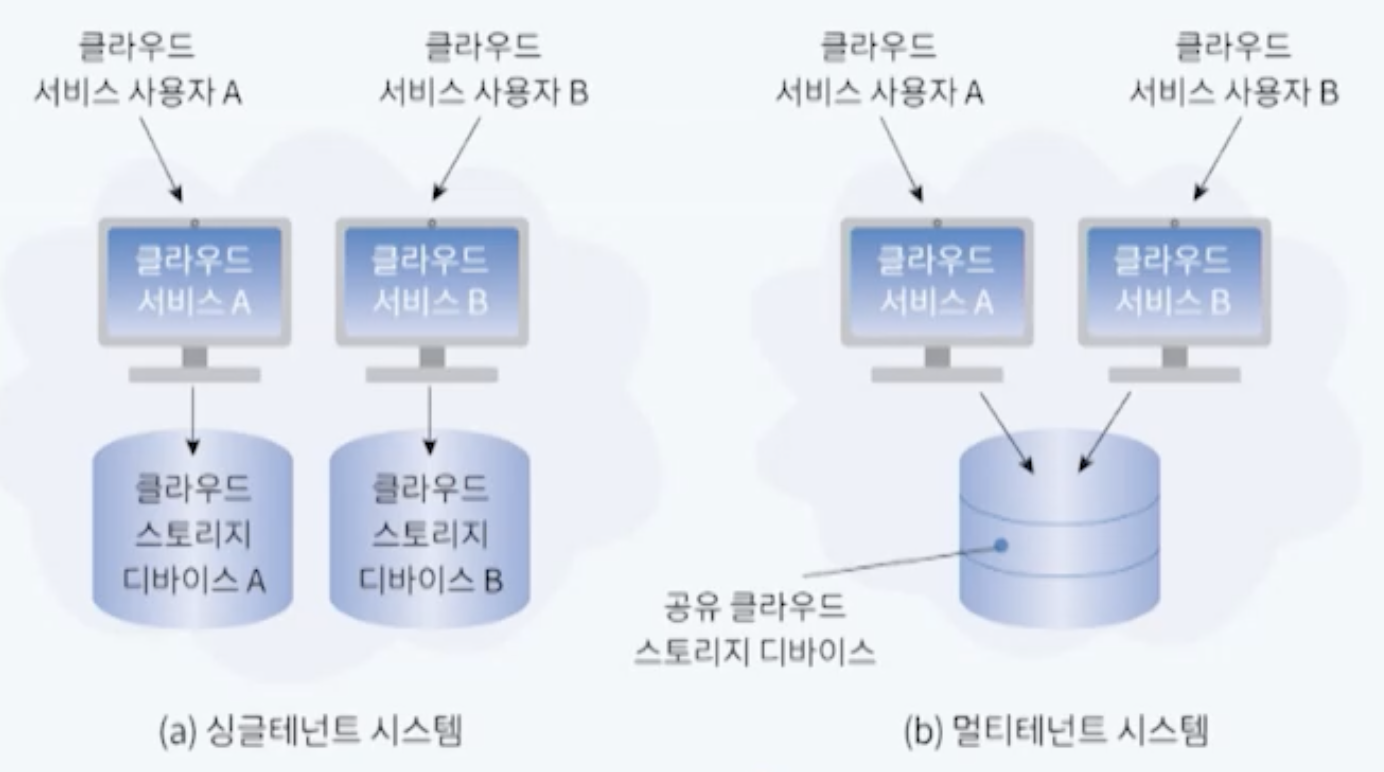 클라우드
서비스 사용자 A
클라우드
서비스 사용자 B
클라우드
서비스 A
클라우드
서비스 B
클라우드
스토리지
디바이스 A
클라우드
스토리지
디바이스 B
(a) 싱글테넌트 시스템
클라우드
서비스 사용자 A
클라우드
서비스 사용자 B
클라우드
서비스 A
클라우드
서비스 B
공유 클라우드
스토리지 디바이스
(b) 멀티테넌트 시스템